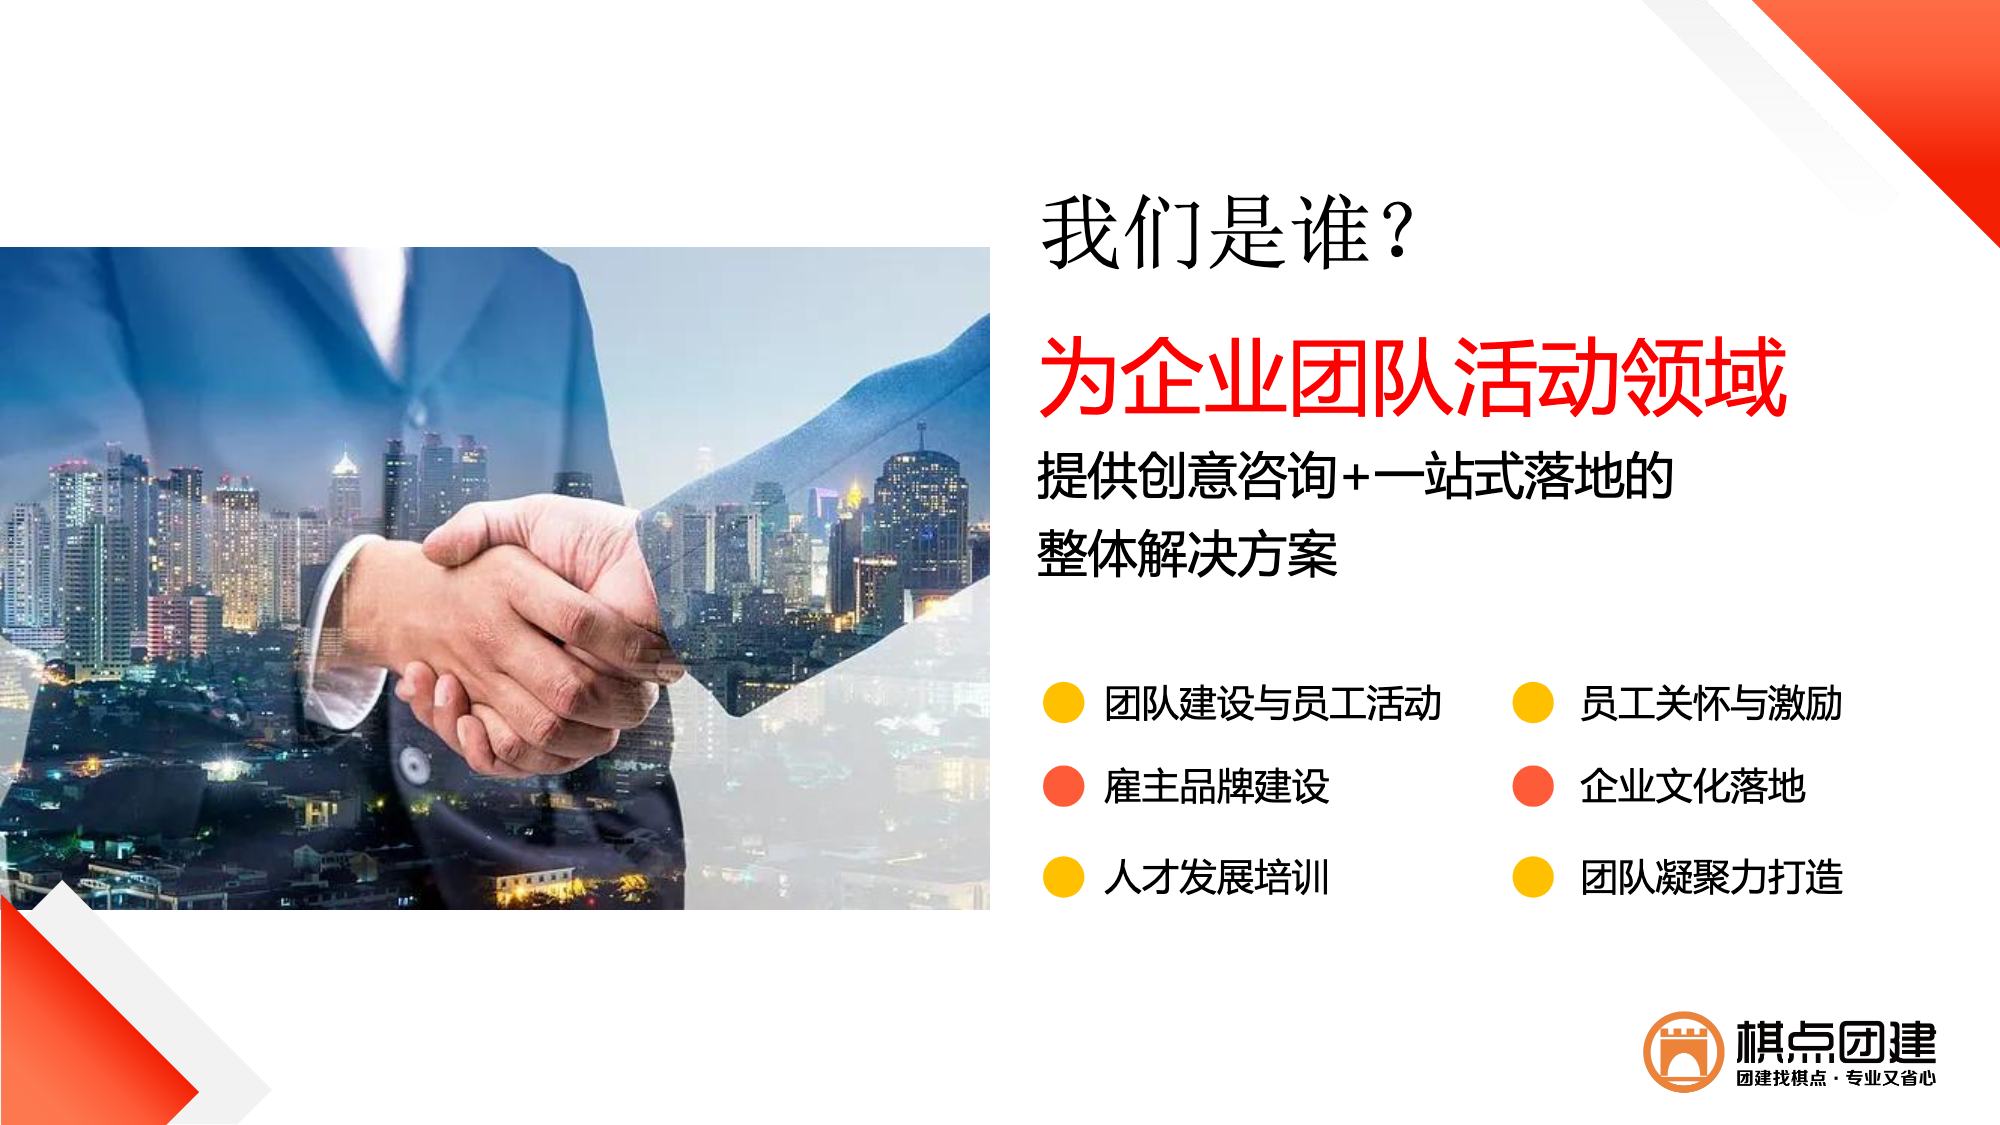 我们是谁？
为企业团队活动领域
提供创意咨询+一站式落地的
整体解决方案
团队建设与员工活动
员工关怀与激励
雇主品牌建设
企业文化落地
人才发展培训
团队凝聚力打造
棋点团建
团建找棋点·专业又省心